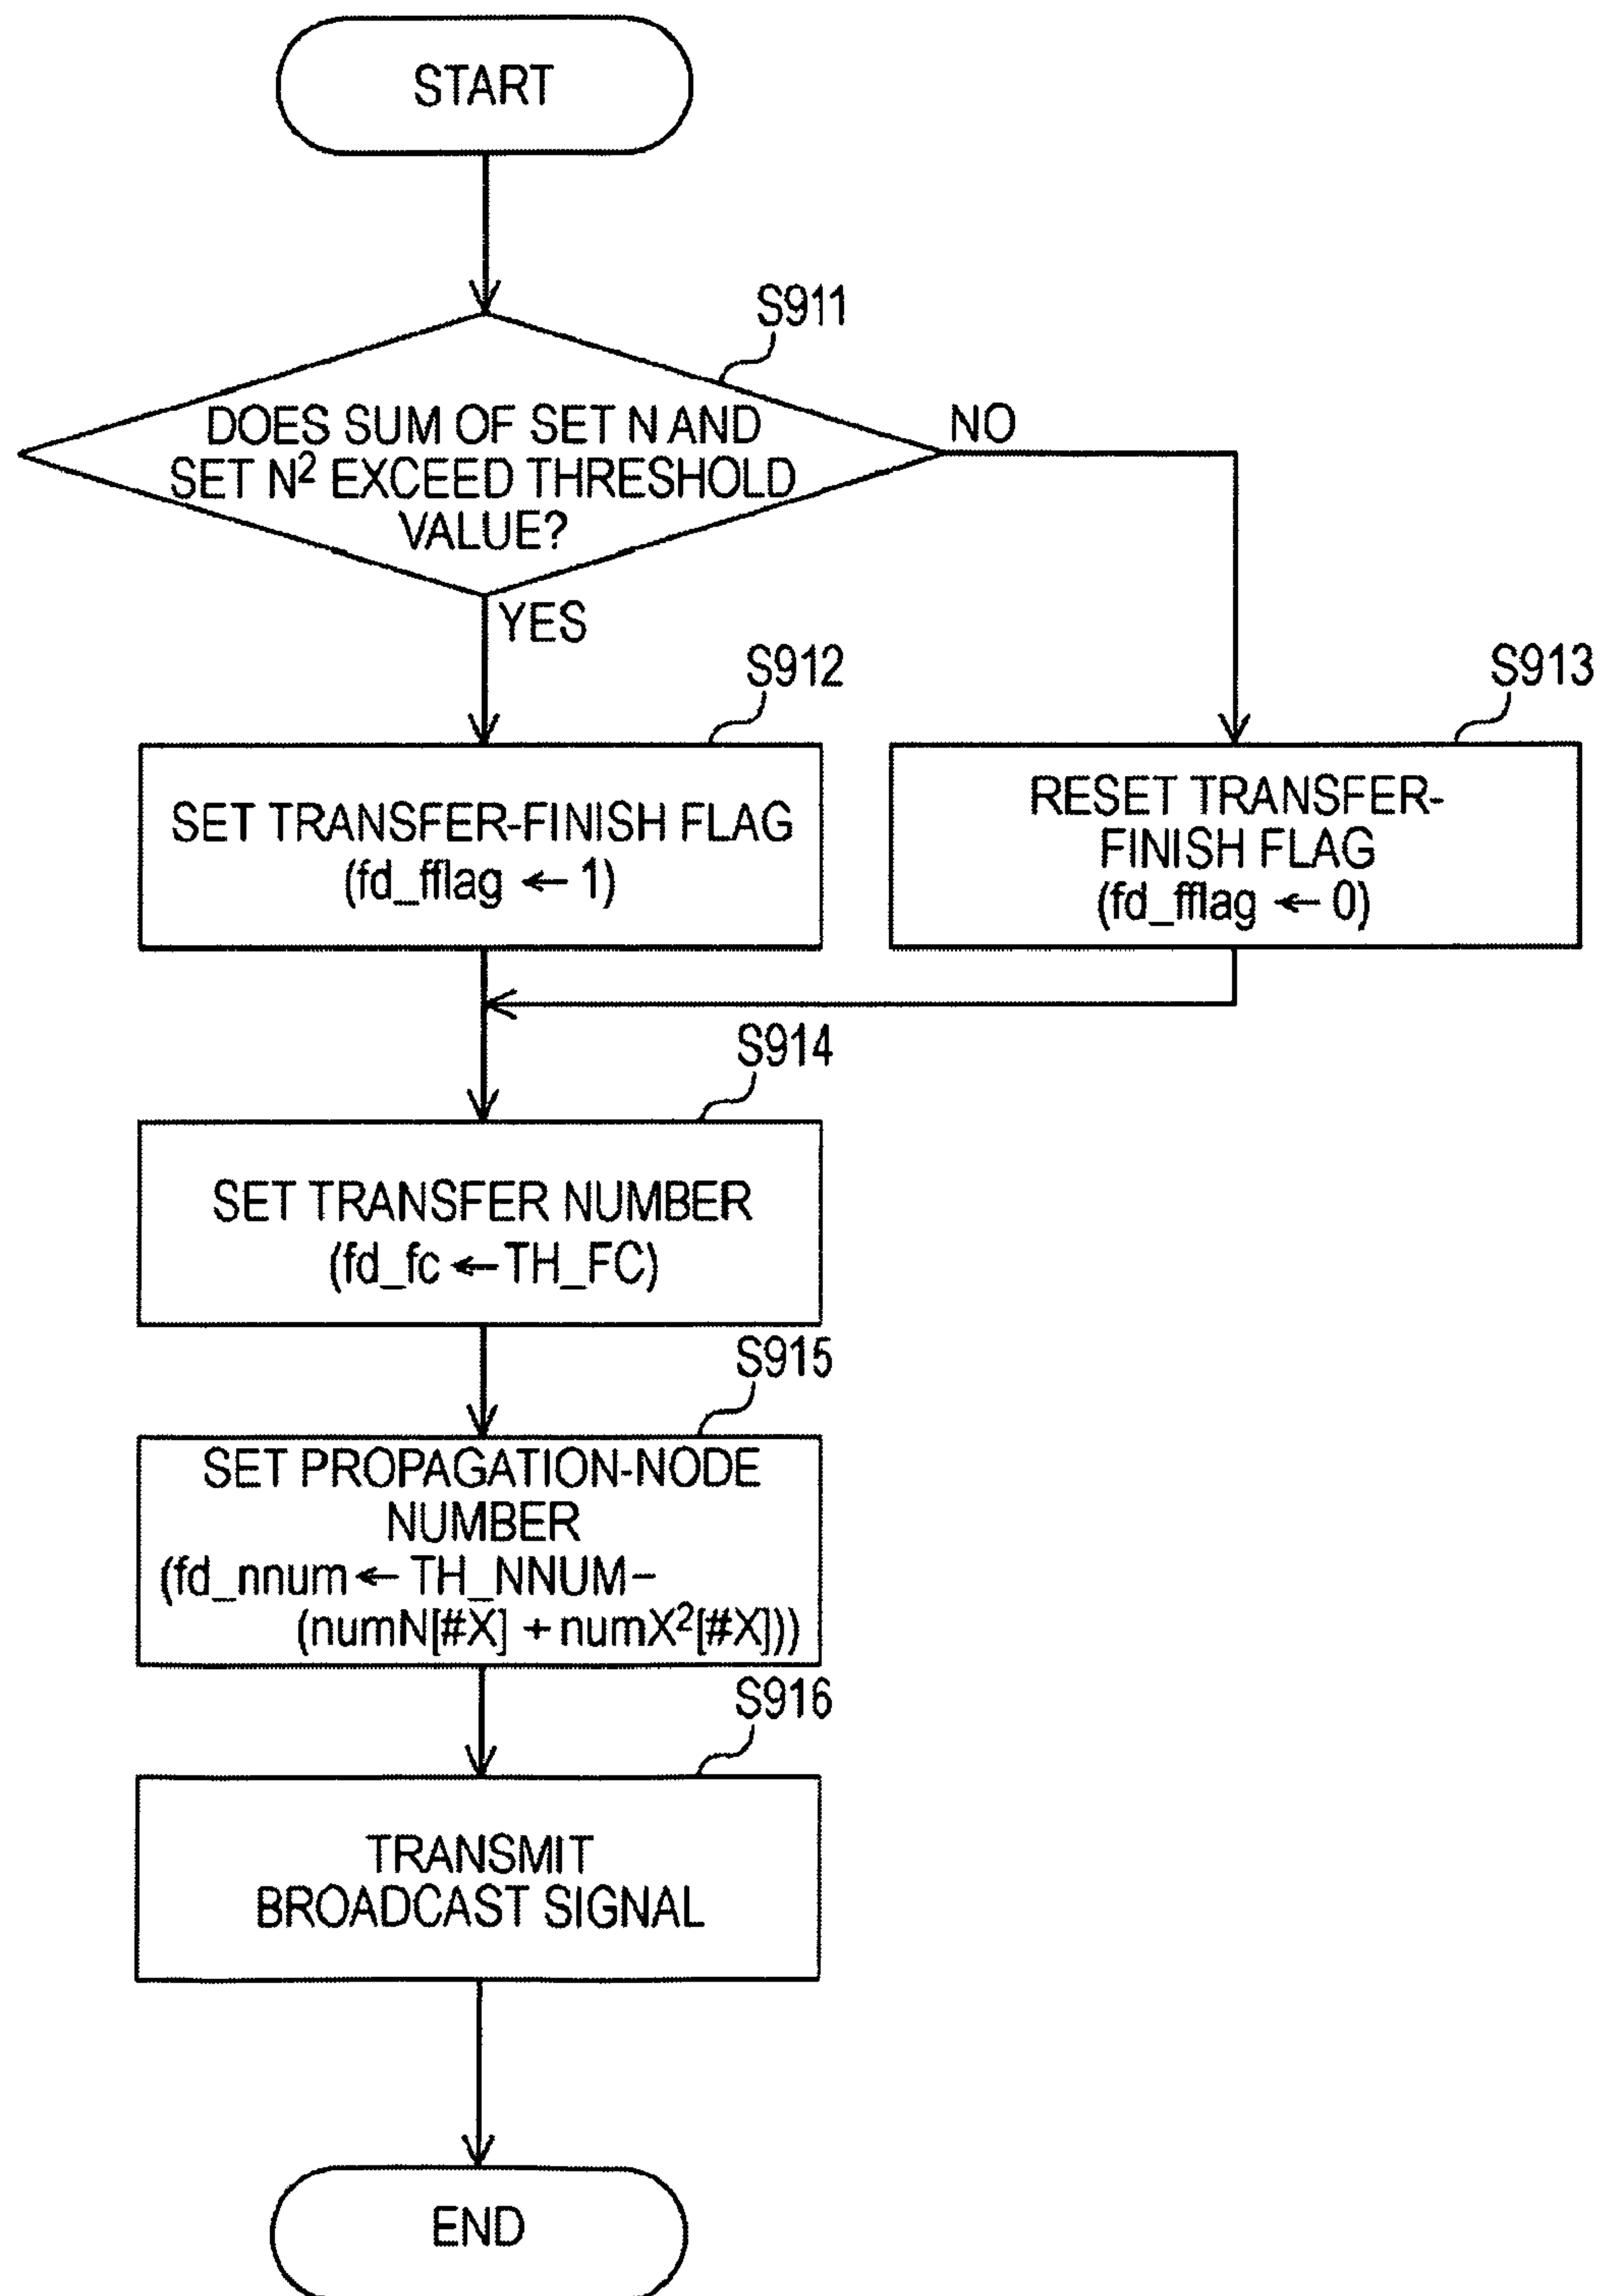 START
S911
DOES SUM OF SET N AND
SET N² EXCEED THRESHOLD
VALUE?
NO
YES
S912
SET TRANSFER-FINISH FLAG
(fd_fflag ← 1)
S913
RESET TRANSFER-
FINISH FLAG
(fd_fflag ← 0)
S914
SET TRANSFER NUMBER
(fd_fc ← TH_FC)
S915
SET PROPAGATION-NODE
NUMBER
(fd_nnum ← TH_NNUM–
(numN[#X] + numX²[#X]))
S916
TRANSMIT
BROADCAST SIGNAL
END